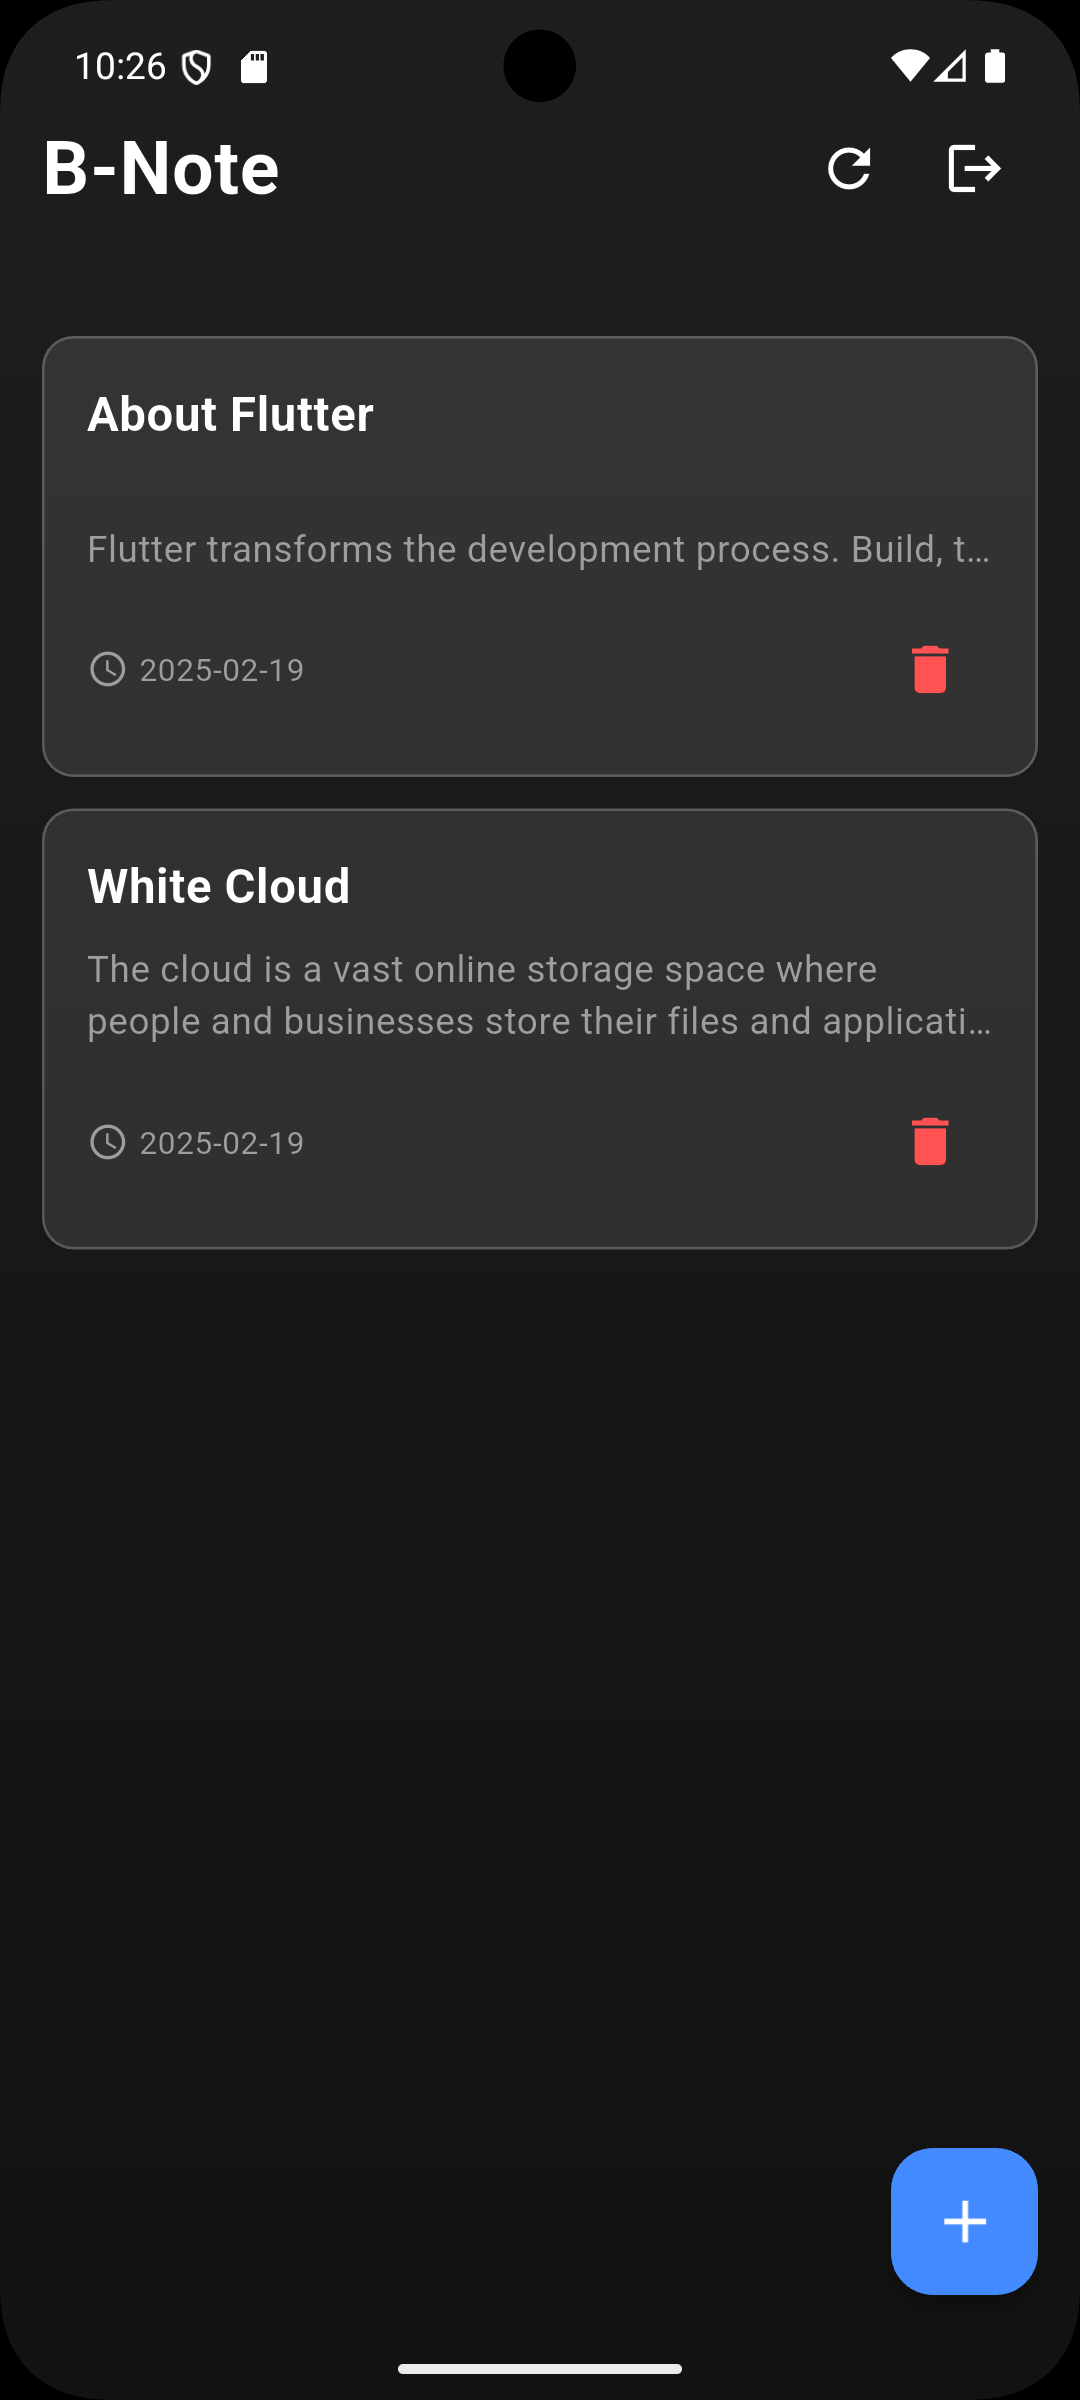 10:26
B-Note
About Flutter
Flutter transforms the development process. Build, t...
2025-02-19
White Cloud
The cloud is a vast online storage space where
people and businesses store their files and applicati...
2025-02-19